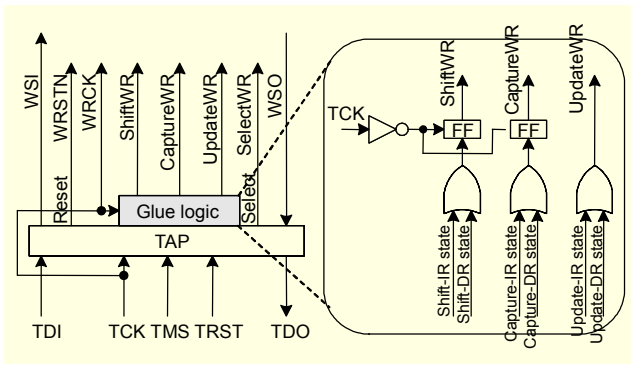 WSI
WRSTN
WRCK
ShiftWR
CaptureWR
UpdateWR
SelectWR
WSO
Reset
Select
Glue logic
TAP
TDI
TCK
TMS
TRST
TDO
ShiftWR
CaptureWR
UpdateWR
TCK
FF
FF
Shift-IR state
Shift-DR state
Capture-IR state
Capture-DR state
Update-IR state
Update-DR state